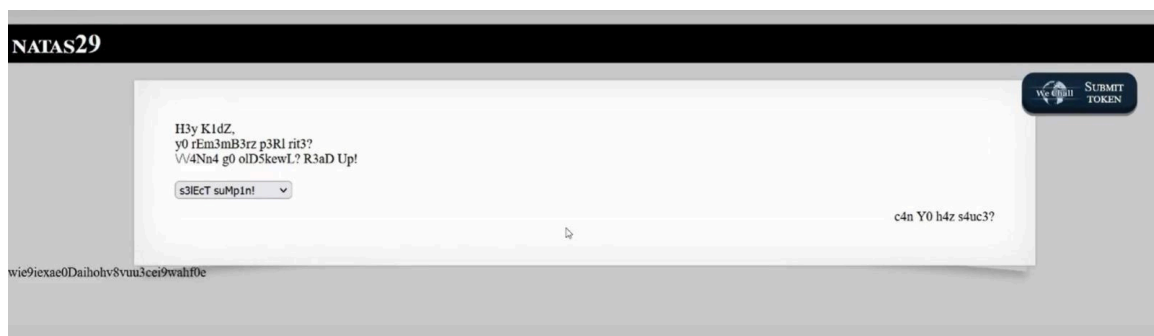 NATAS29
We Chall SUBMIT TOKEN
H3y K1dZ,
y0 rEm3mB3rz p3Rl rit3?
\/\/4Nn4 g0 olD5kewL? R3aD Up!
s3lEcT suMp1n!
c4n Y0 h4z s4uc3?
wie9iexae0Daihohv8vuu3cei9wahf0e